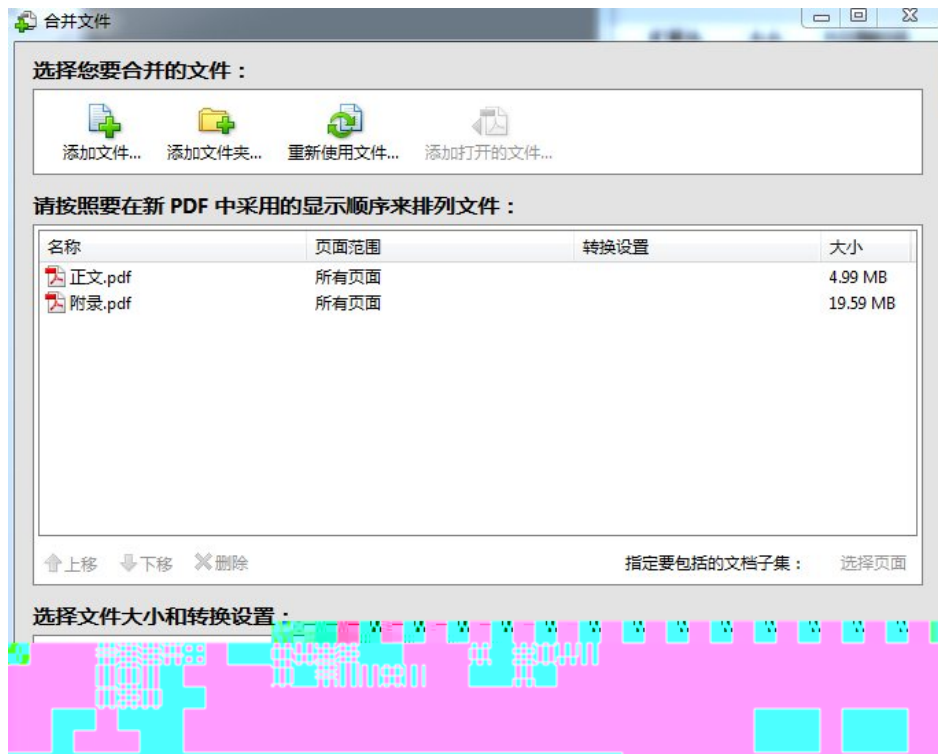 合并文件
选择您要合并的文件：
添加文件... 添加文件夹... 重新使用文件... 添加打开的文件...
请按照要在新 PDF 中采用的显示顺序来排列文件：
名称 页面范围 转换设置 大小
正文.pdf 所有页面 4.99 MB
附录.pdf 所有页面 19.59 MB
上移 下移 删除 指定要包括的文档子集： 选择页面
选择文件大小和转换设置：